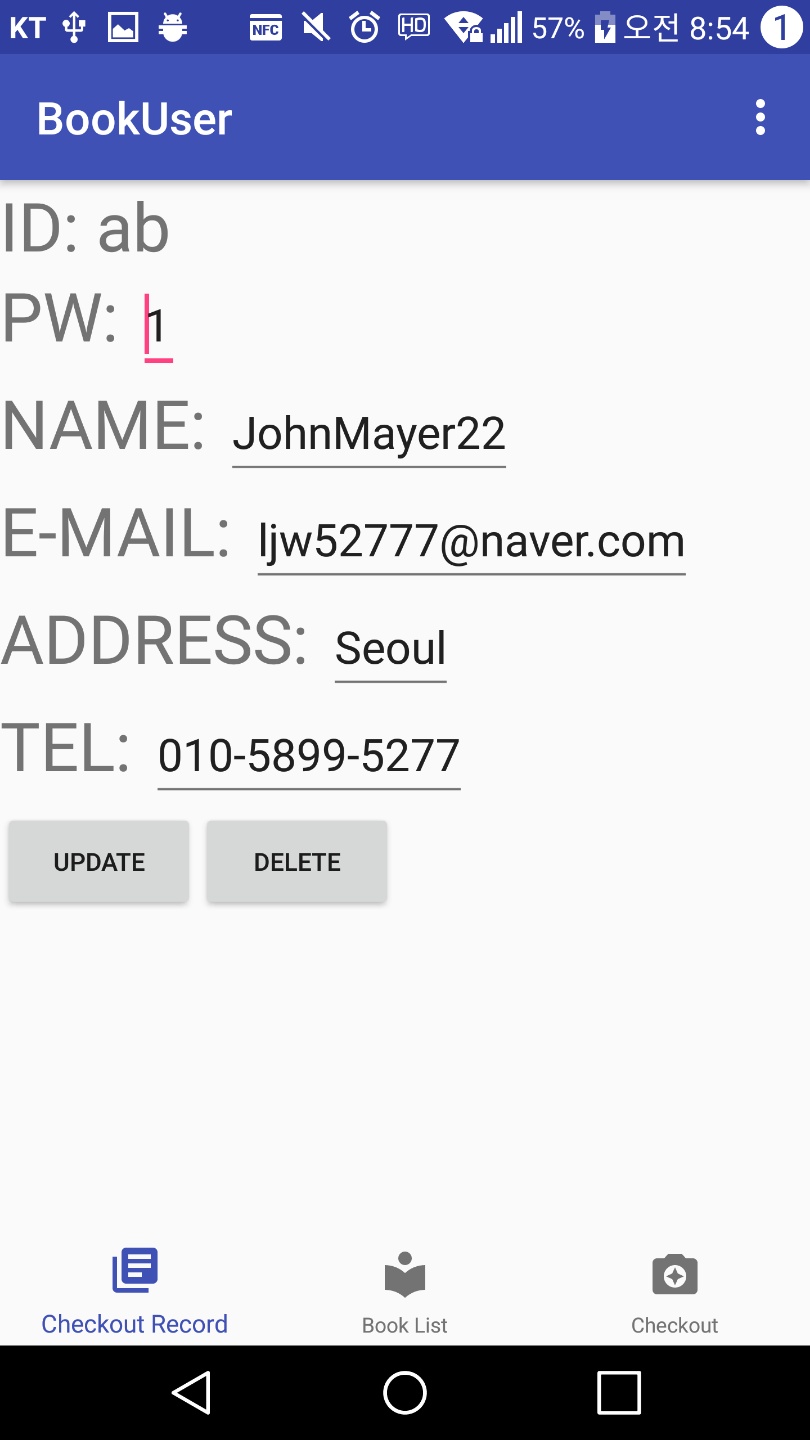 KT NFC HD 57% 오전 8:54 1
BookUser
ID: ab
PW: 1
NAME: JohnMayer22
E-MAIL: ljw52777@naver.com
ADDRESS: Seoul
TEL: 010-5899-5277
UPDATE DELETE
Checkout Record Book List Checkout